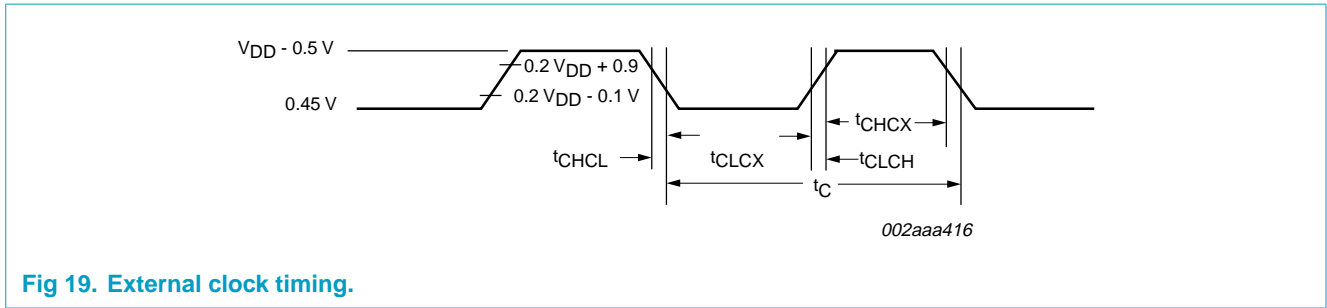 VDD - 0.5 V
0.2 VDD + 0.9
0.2 VDD - 0.1 V
0.45 V
tCHCX
tCHCL
tCLCX
tCLCH
tC
002aaa416
Fig 19. External clock timing.